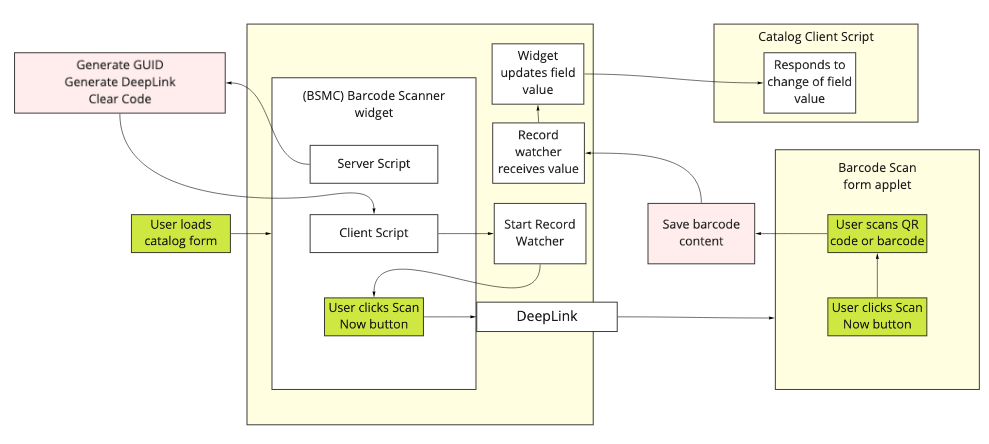 Generate GUID
Generate DeepLink
Clear Code
(BSMC) Barcode Scanner
widget
Server Script
User loads
catalog form
Client Script
User clicks Scan
Now button
Start Record
Watcher
DeepLink
Widget
updates field
value
Record
watcher
receives value
Catalog Client Script
Responds to
change of field
value
Save barcode
content
Barcode Scan
form applet
User scans QR
code or barcode
User clicks Scan
Now button